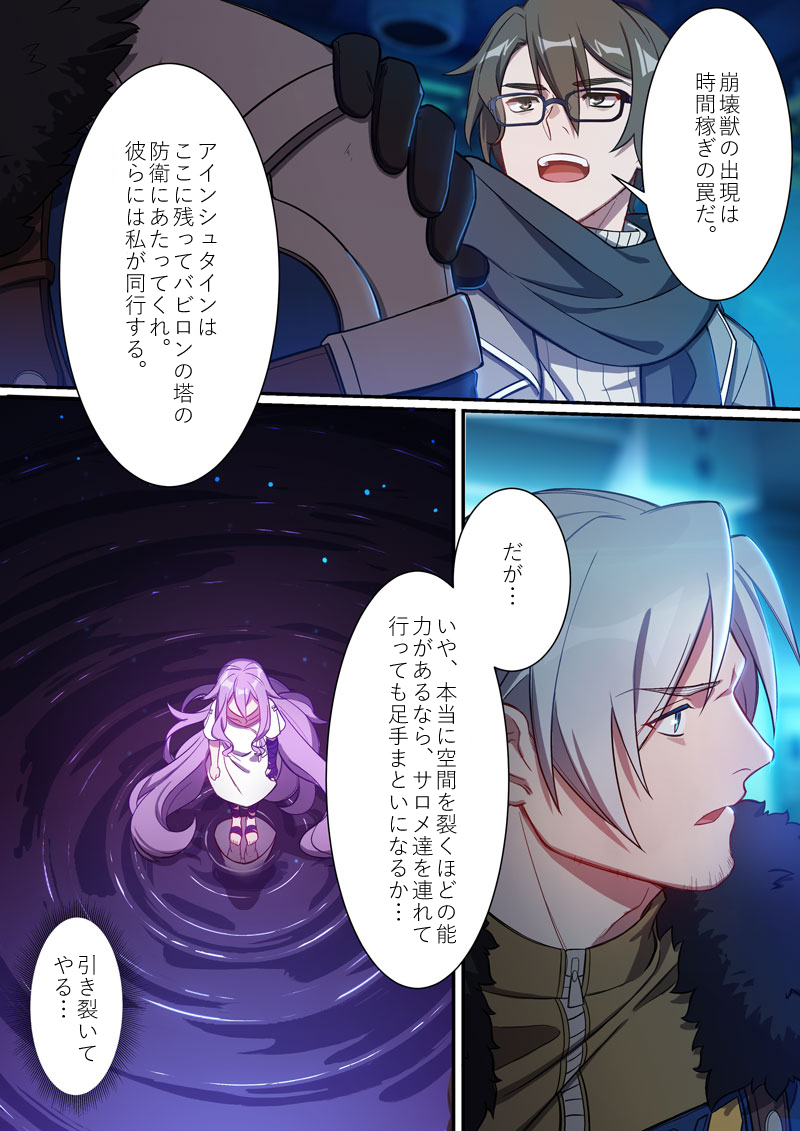 崩壊獣の出現は
時間稼ぎの罠だ。
アインシュタインは
ここに残ってバビロンの塔の
防衛にあたってくれ。
彼らには私が同行する。
だが…
いや、本当に空間を裂くほどの能
力があるなら、サロメ達を連れて
行っても足手まといになるか…
引き裂いて
やる…